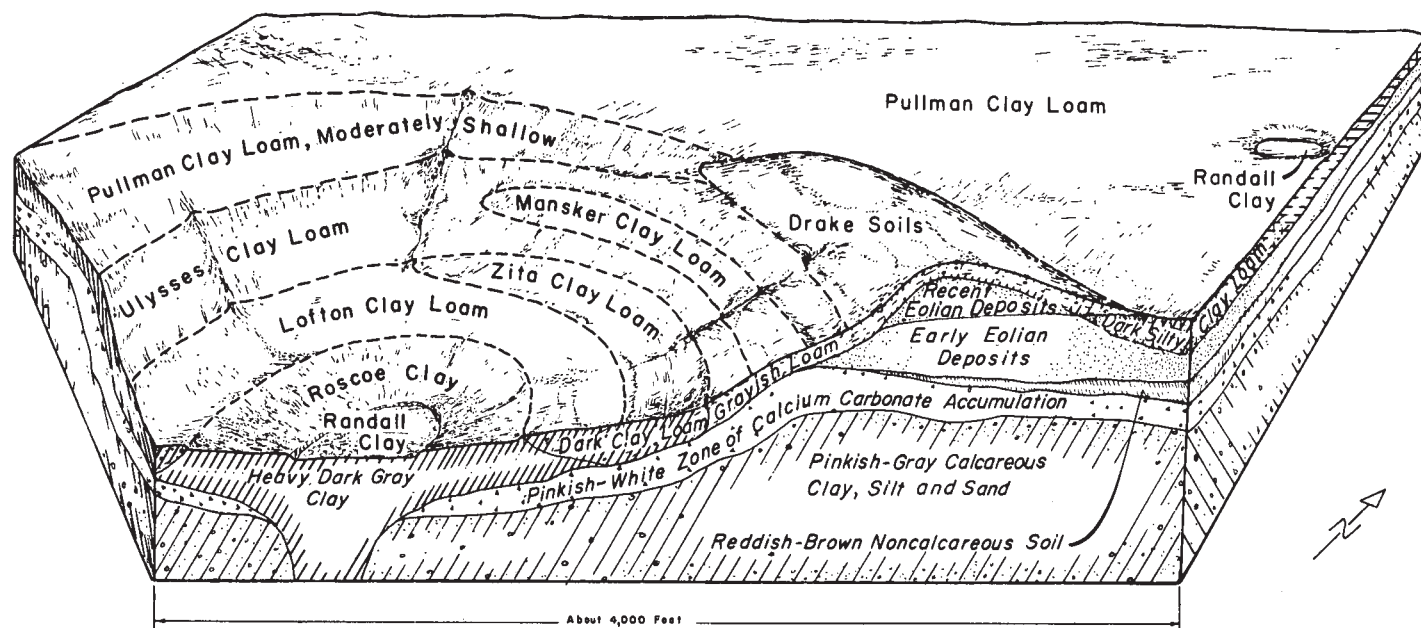 Pullman Clay Loam
Pullman Clay Loam, Moderately Shallow
Randall
Clay
Mansker Clay Loam
Drake Soils
Ulysses Clay Loam
Zita Clay Loam
Lofton Clay Loam
Recent
Eolian Deposits
Dark Silty Clay Loam
Early Eolian
Deposits
Roscoe Clay
Randall
Clay
Grayish Loam
Dark Clay Loam
Heavy Dark Gray
Clay
Pinkish-White Zone of Calcium Carbonate Accumulation
Pinkish-Gray Calcareous
Clay, Silt and Sand
Reddish-Brown Noncalcareous Soil
N
About 4,000 Feet